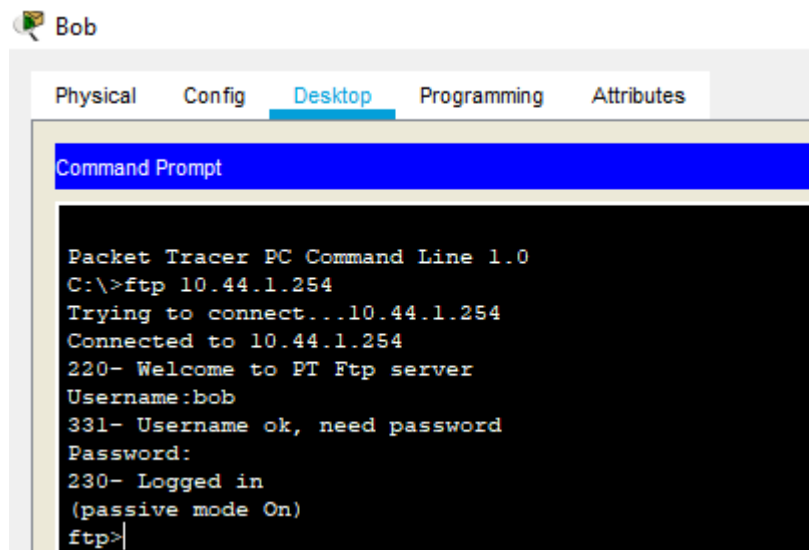 Bob
Physical Config Desktop Programming Attributes
Command Prompt
Packet Tracer PC Command Line 1.0
C:\>ftp 10.44.1.254
Trying to connect...10.44.1.254
Connected to 10.44.1.254
220- Welcome to PT Ftp server
Username:bob
331- Username ok, need password
Password:
230- Logged in
(passive mode On)
ftp>